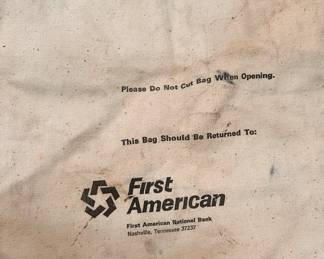 Please Do Not Cut Bag When Opening.
This Bag Should Be Returned To:
First
American
First American National Bank
Nashville, Tennessee 37237